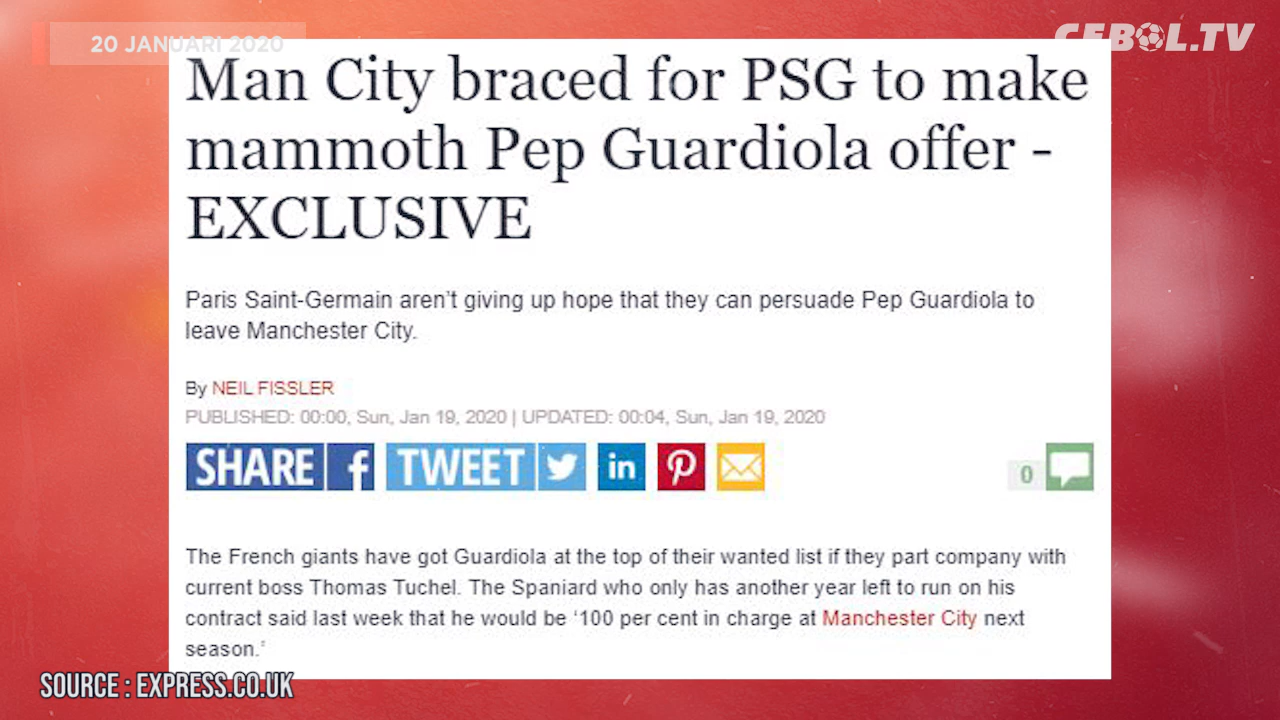 20 JANUARI 2020
CEBOL.TV
Man City braced for PSG to make
mammoth Pep Guardiola offer -
EXCLUSIVE
Paris Saint-Germain aren't giving up hope that they can persuade Pep Guardiola to
leave Manchester City.
By NEIL FISSLER
PUBLISHED: 00:00, Sun, Jan 19, 2020 | UPDATED: 00:04, Sun, Jan 19, 2020
SHARE f TWEET in 0
The French giants have got Guardiola at the top of their wanted list if they part company with
current boss Thomas Tuchel. The Spaniard who only has another year left to run on his
contract said last week that he would be ‘100 per cent in charge at Manchester City next
season.’
SOURCE : EXPRESS.CO.UK